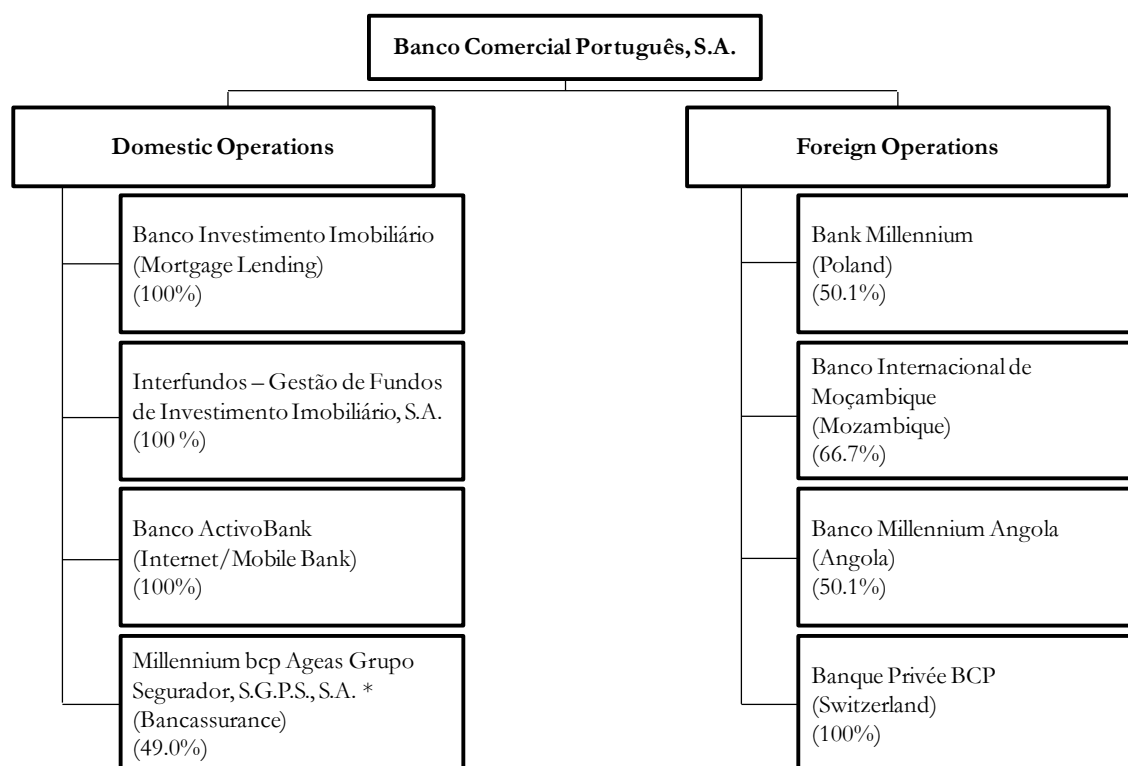 Banco Comercial Português, S.A.
Domestic Operations
Banco Investimento Imobiliário
(Mortgage Lending)
(100%)
Interfundos – Gestão de Fundos
de Investimento Imobiliário, S.A.
(100 %)
Banco ActivoBank
(Internet/Mobile Bank)
(100%)
Millennium bcp Ageas Grupo
Segurador, S.G.P.S., S.A. *
(Bancassurance)
(49.0%)
Foreign Operations
Bank Millennium
(Poland)
(50.1%)
Banco Internacional de
Moçambique
(Mozambique)
(66.7%)
Banco Millennium Angola
(Angola)
(50.1%)
Banque Privée BCP
(Switzerland)
(100%)